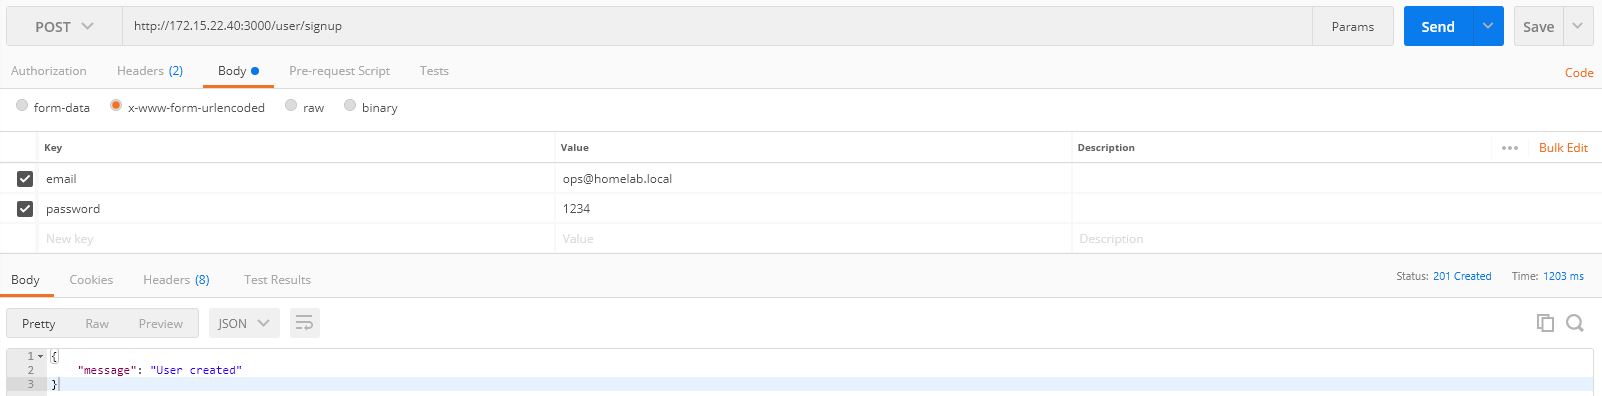 POST http://172.15.22.40:3000/user/signup Params Send Save
Authorization Headers (2) Body Pre-request Script Tests Code
form-data x-www-form-urlencoded raw binary
Key Value Description ••• Bulk Edit
email ops@homelab.local
password 1234
New key Value Description
Body Cookies Headers (8) Test Results Status: 201 Created Time: 1203 ms
Pretty Raw Preview JSON
1 {
2 "message": "User created"
3 }